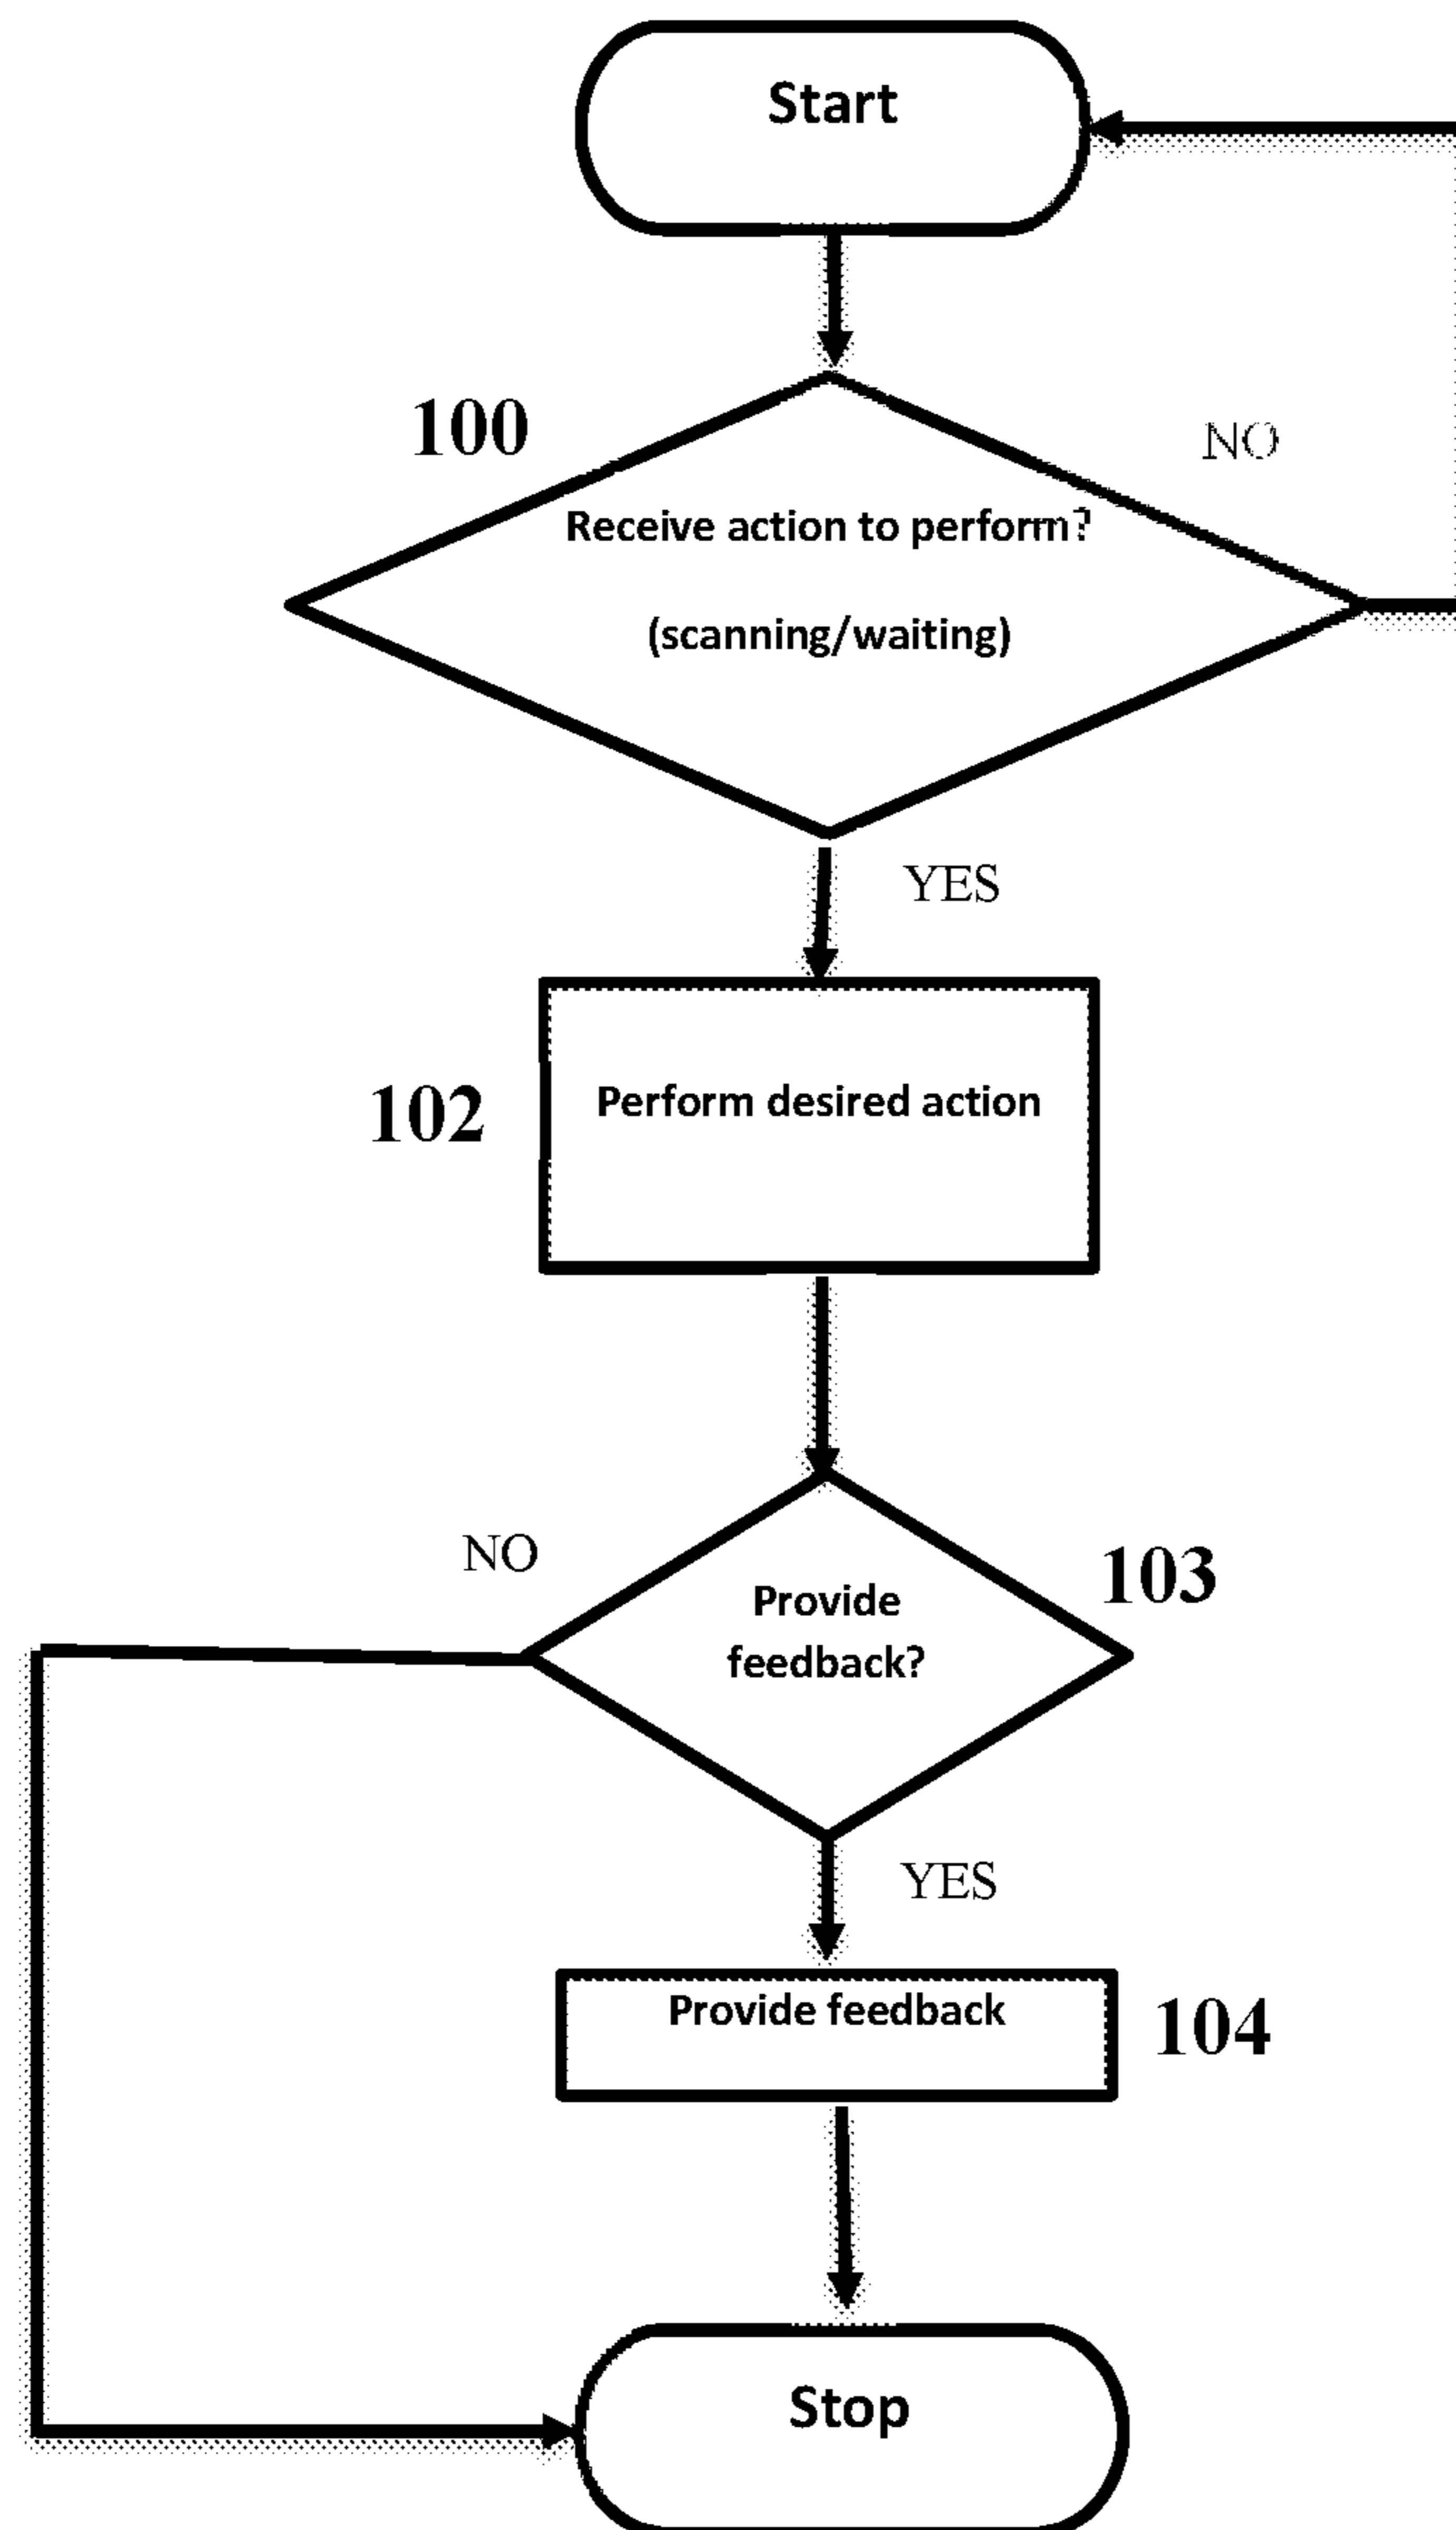 Start
100
NO
Receive action to perform?
(scanning/waiting)
YES
102
Perform desired action
NO
103
Provide
feedback?
YES
Provide feedback
104
Stop